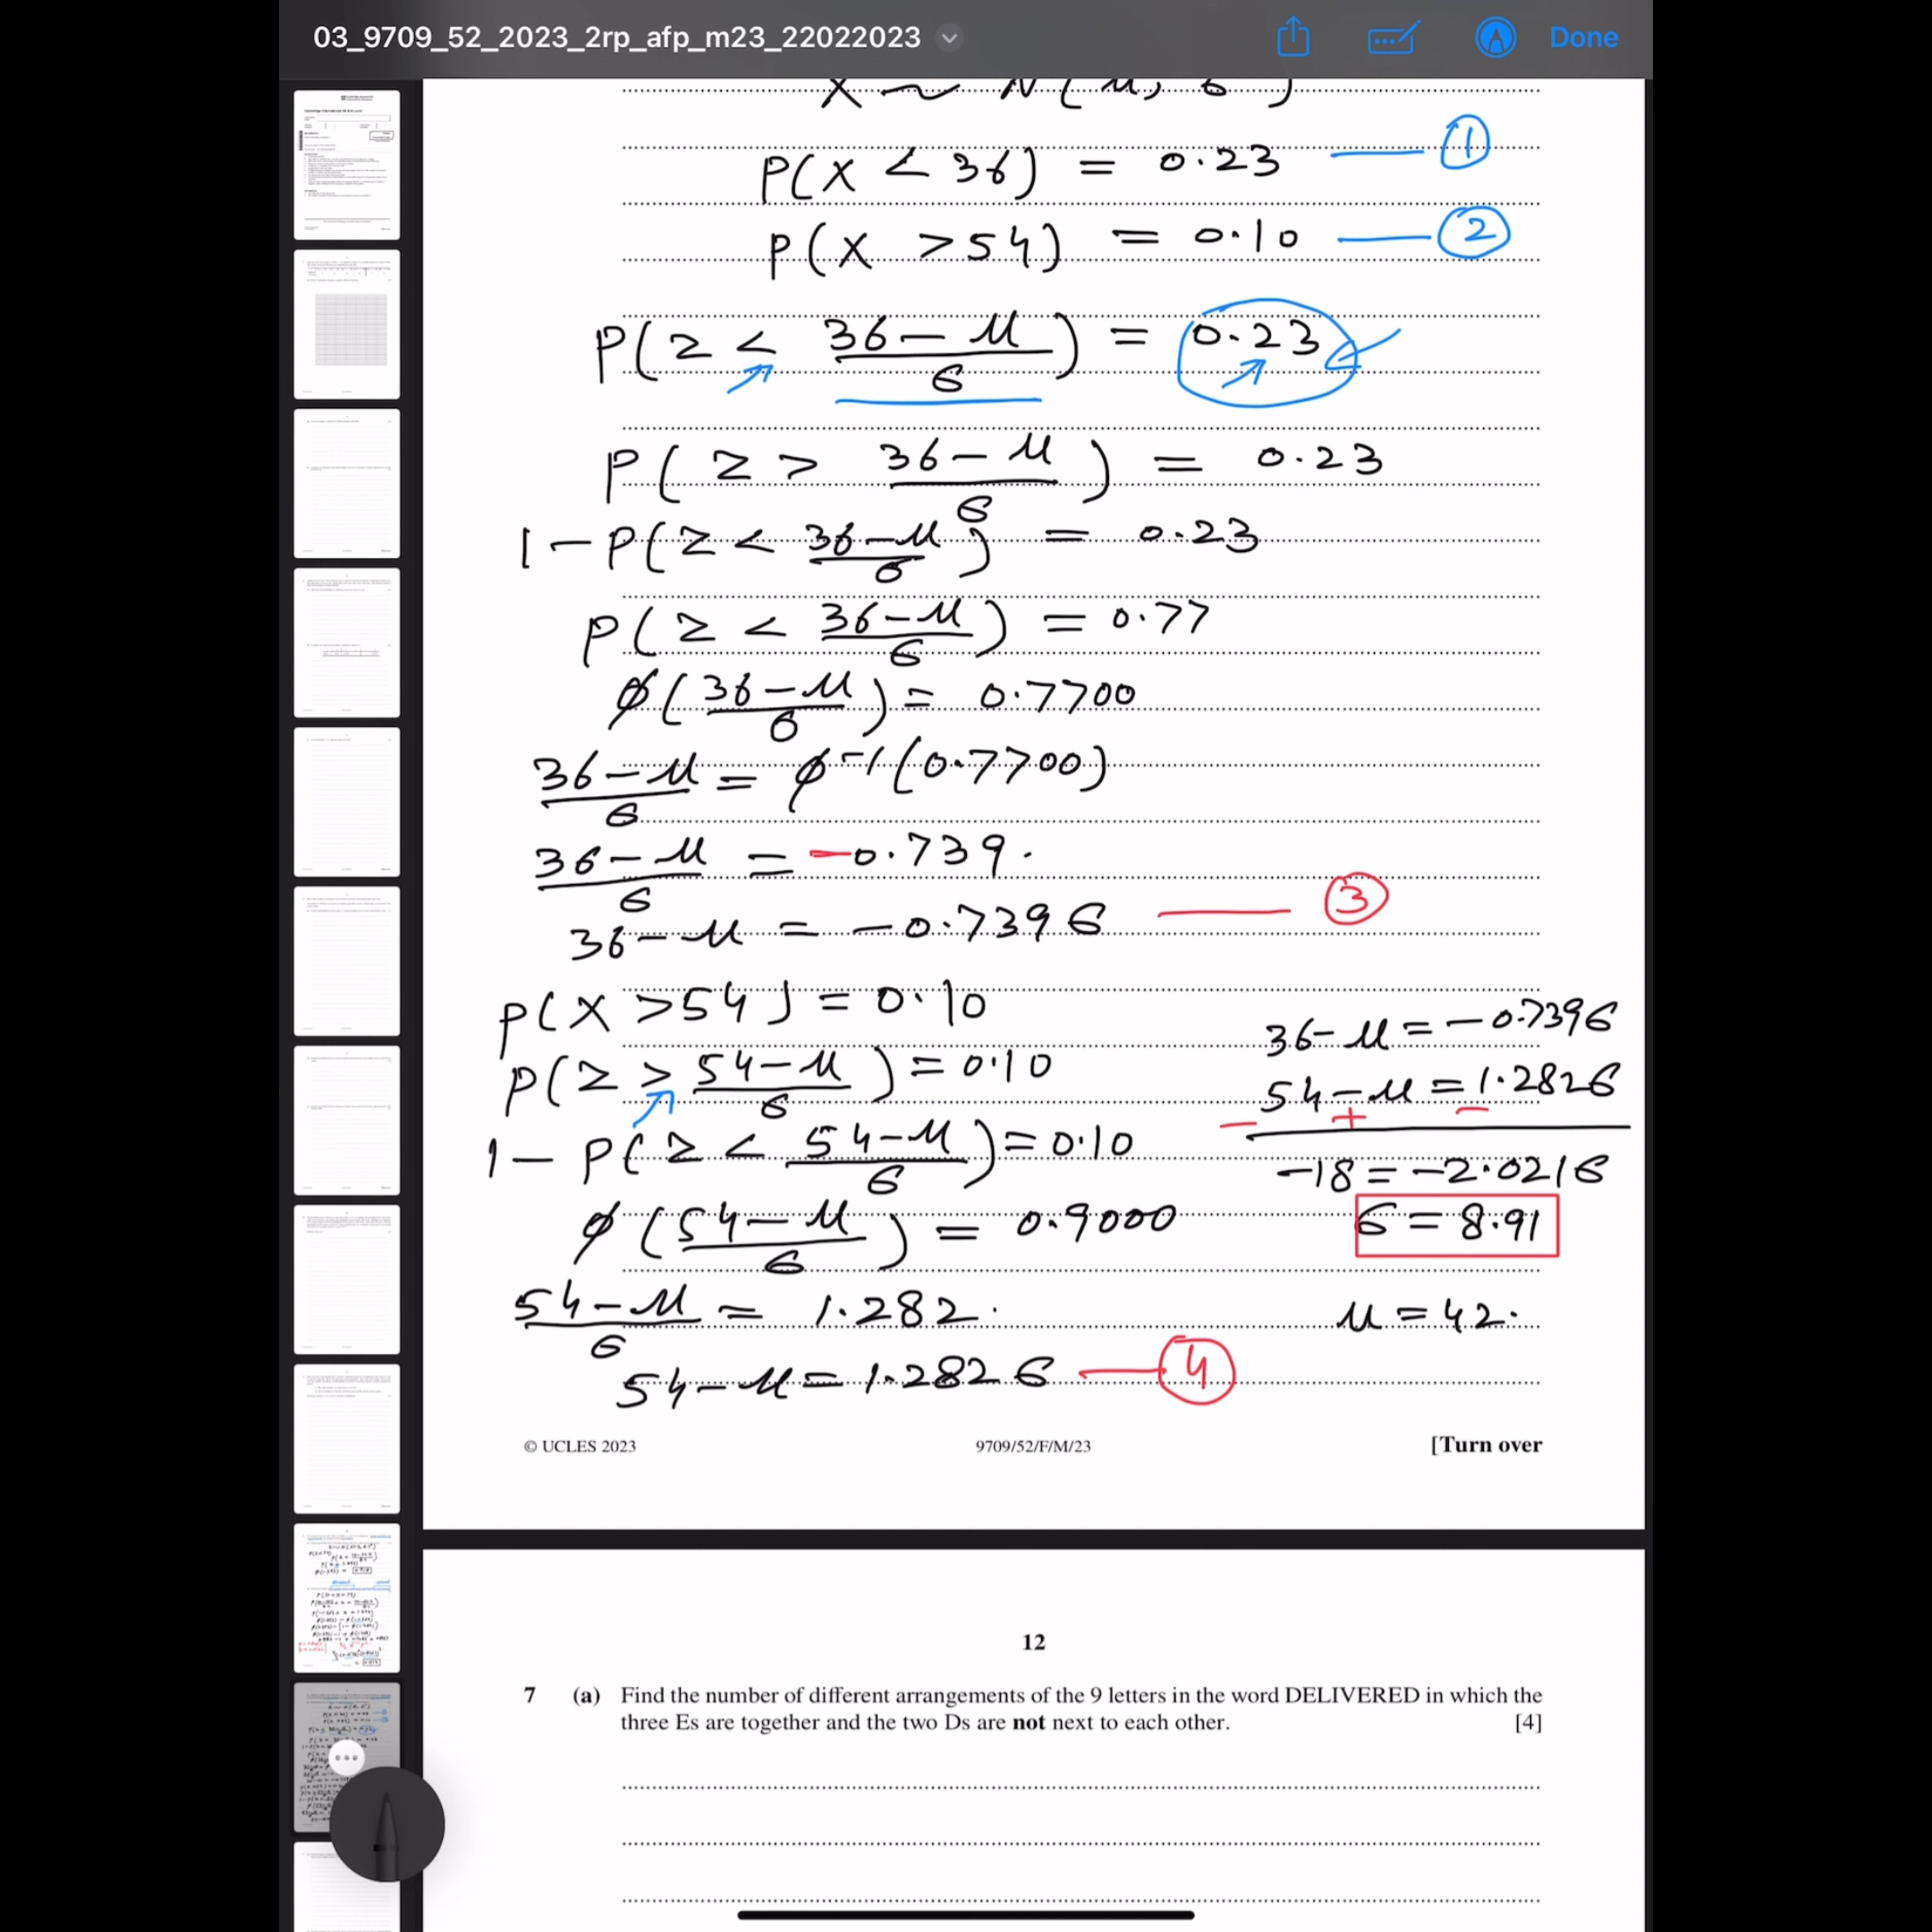 03_9709_52_2023_2rp_afp_m23_22022023
Done
X ~ N(μ, σ )
P(X < 36) = 0.23 — 1
P(X > 54) = 0.10 — 2
P(Z < (36-μ)/σ) = 0.23
P(Z > (36-μ)/σ) = 0.23
1-P(Z < (36-μ)/σ) = 0.23
P(Z < (36-μ)/σ) = 0.77
ϕ((36-μ)/σ) = 0.7700
(36-μ)/σ = ϕ⁻¹(0.7700)
(36-μ)/σ = -0.739.
36-μ = -0.739σ — 3
P(X > 54) = 0.10
P(Z > (54-μ)/σ) = 0.10
1-P(Z < (54-μ)/σ) = 0.10
ϕ((54-μ)/σ) = 0.9000
(54-μ)/σ = 1.282.
54-μ = 1.282σ — 4
36-μ = -0.739σ
54-μ = 1.282σ
- + -
-18 = -2.021σ
σ = 8.91
μ = 42.
© UCLES 2023
9709/52/F/M/23
[Turn over
12
7 (a) Find the number of different arrangements of the 9 letters in the word DELIVERED in which the
three Es are together and the two Ds are not next to each other. [4]